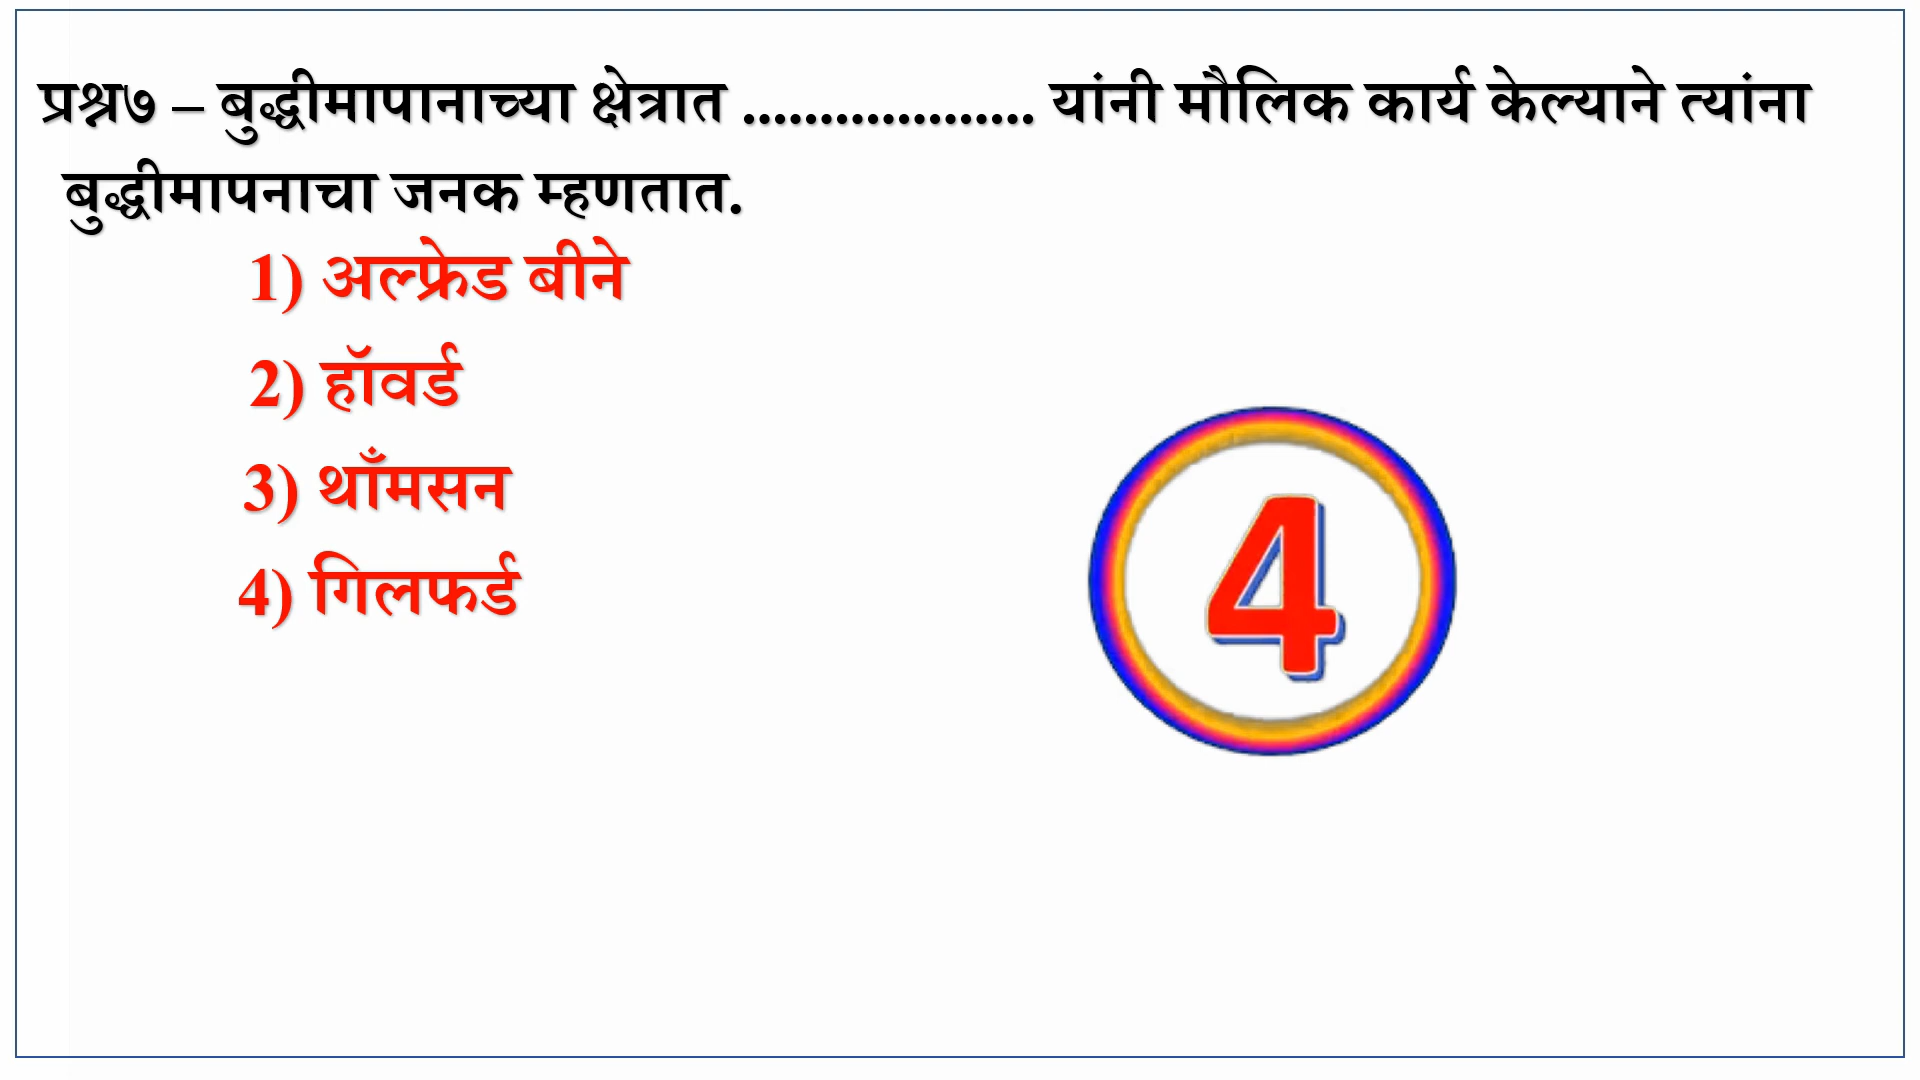 प्रश्न७ – बुद्धीमापानाच्या क्षेत्रात ................... यांनी मौलिक कार्य केल्याने त्यांना
बुद्धीमापनाचा जनक म्हणतात.
1) अल्फ्रेड बीने
2) हॉवर्ड
3) थाँमसन
4) गिलफर्ड
4